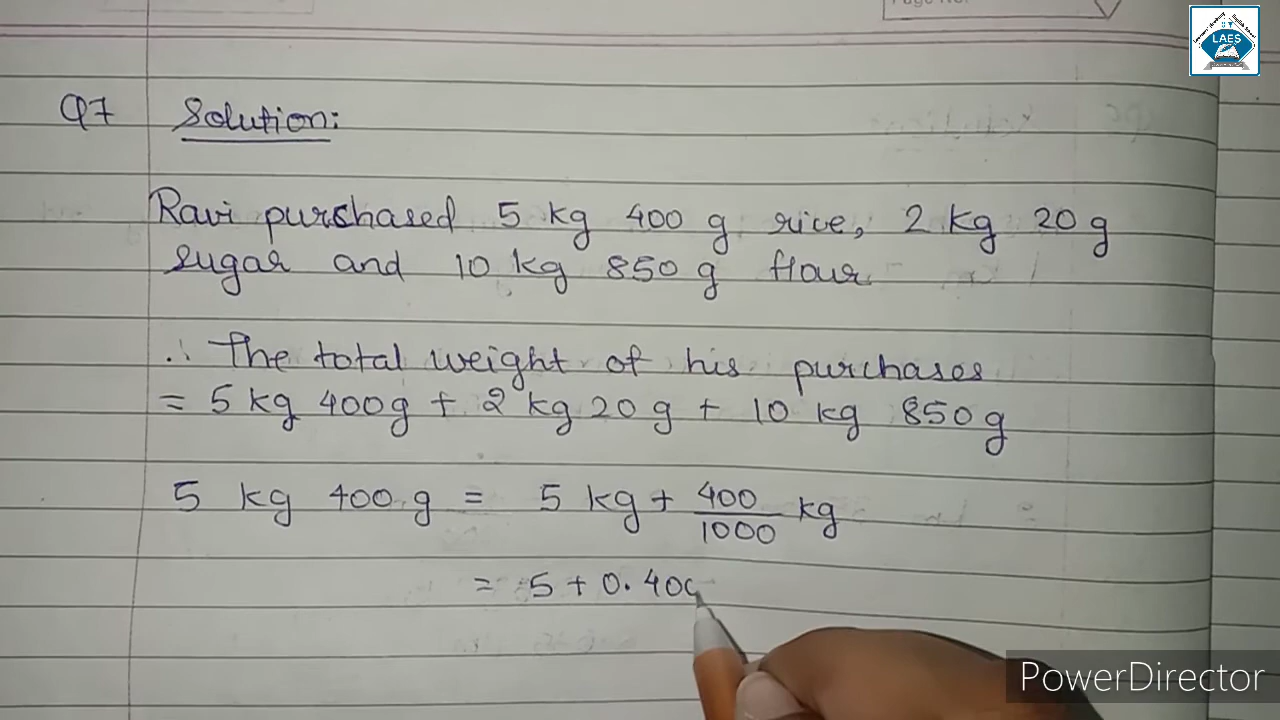 Q7 Solution:
Ravi purchased 5 kg 400 g rice, 2 kg 20 g
sugar and 10 kg 850 g flour
∴ The total weight of his purchases
= 5 kg 400g + 2 kg 20 g + 10 kg 850 g
5 kg 400 g = 5 kg + 400/1000 kg
= 5 + 0.400
LAES
PowerDirector